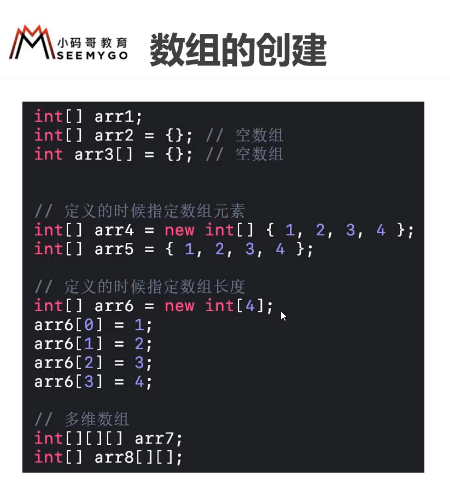 小码哥教育
SEEMYGO
数组的创建
int[] arr1;
int[] arr2 = {}; // 空数组
int arr3[] = {}; // 空数组
// 定义的时候指定数组元素
int[] arr4 = new int[] { 1, 2, 3, 4 };
int[] arr5 = { 1, 2, 3, 4 };
// 定义的时候指定数组长度
int[] arr6 = new int[4];
arr6[0] = 1;
arr6[1] = 2;
arr6[2] = 3;
arr6[3] = 4;
// 多维数组
int[][][] arr7;
int[] arr8[][];